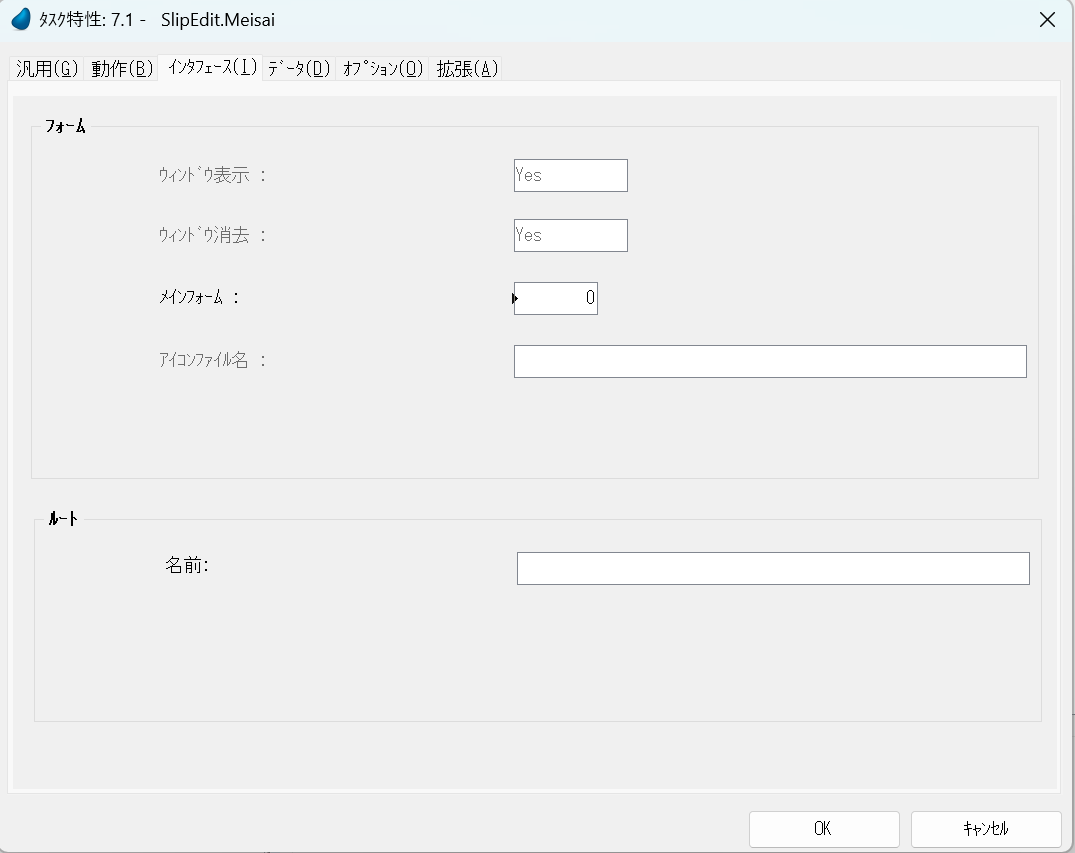 ﾀｽｸ特性: 7.1 - SlipEdit.Meisai
汎用(G) 動作(B) ｲﾝﾀﾌｪｰｽ(I) ﾃﾞｰﾀ(D) ｵﾌﾟｼｮﾝ(O) 拡張(A)
ﾌｫｰﾑ
ｳｨﾝﾄﾞｳ表示 : Yes
ｳｨﾝﾄﾞｳ消去 : Yes
ﾒｲﾝﾌｫｰﾑ : 0
ｱｲｺﾝﾌｧｲﾙ名 :
ﾙｰﾄ
名前:
OK ｷｬﾝｾﾙ